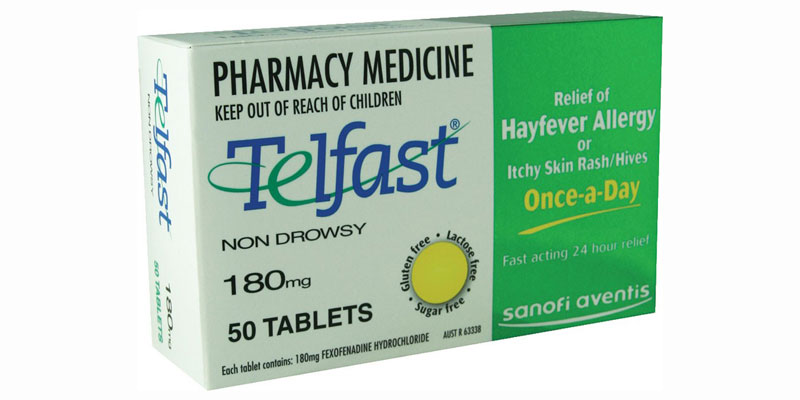 Telfast
NON DROWSY
50 TABLETS
180mg
PHARMACY MEDICINE
KEEP OUT OF REACH OF CHILDREN
Telfast®
NON DROWSY
180mg
50 TABLETS
Gluten free • Lactose free • Sugar free •
AUST R 63338
Each tablet contains: 180mg FEXOFENADINE HYDROCHLORIDE
Relief of
Hayfever Allergy
or
Itchy Skin Rash/Hives
Once-a-Day
Fast acting 24 hour relief
sanofi aventis